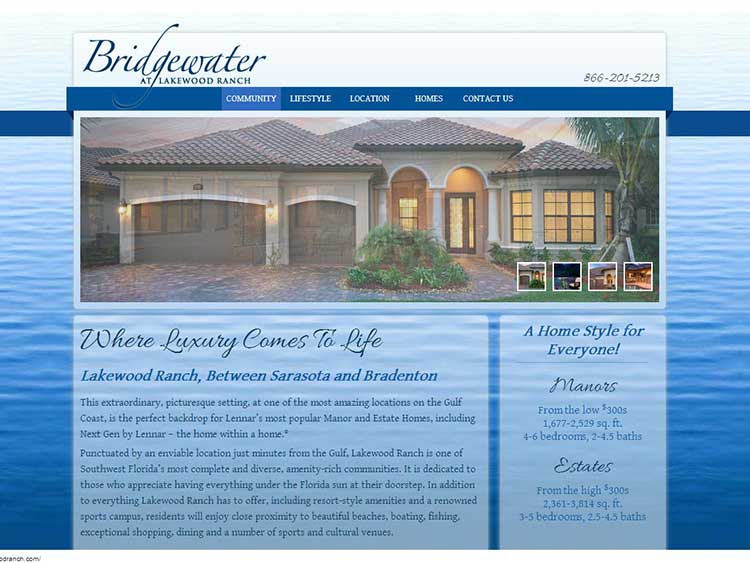 Bridgewater
AT LAKEWOOD RANCH
866-201-5213
COMMUNITY LIFESTYLE LOCATION HOMES CONTACT US
Where Luxury Comes To Life
Lakewood Ranch, Between Sarasota and Bradenton
This extraordinary, picturesque setting, at one of the most amazing locations on the Gulf
Coast, is the perfect backdrop for Lennar's most popular Manor and Estate Homes, including
Next Gen by Lennar – the home within a home.®
Punctuated by an enviable location just minutes from the Gulf, Lakewood Ranch is one of
Southwest Florida's most complete and diverse, amenity-rich communities. It is dedicated to
those who appreciate having everything under the Florida sun at their doorstep. In addition
to everything Lakewood Ranch has to offer, including resort-style amenities and a renowned
sports campus, residents will enjoy close proximity to beautiful beaches, boating, fishing,
exceptional shopping, dining and a number of sports and cultural venues.
A Home Style for
Everyone!
Manors
From the low $300s
1,677-2,529 sq. ft.
4-6 bedrooms, 2-4.5 baths
Estates
From the high $300s
2,361-3,814 sq. ft.
3-5 bedrooms, 2.5-4.5 baths
odranch.com/